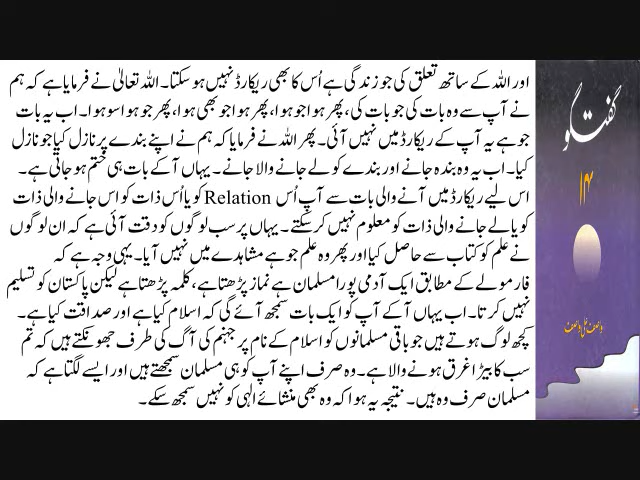 اور اللہ کے ساتھ تعلق کی جو زندگی ہے اُس کا بھی ریکارڈ نہیں ہو سکتا۔ اللہ تعالیٰ نے فرمایا ہے کہ ہم
نے آپ سے وہ بات کی جو بات کی، پھر ہوا جو ہوا، پھر ہوا جو بھی ہوا، پھر جو ہوا سو ہوا۔ اب یہ بات
جو ہے یہ آپ کے ریکارڈ میں نہیں آئی۔ پھر اللہ نے فرمایا کہ ہم نے اپنے بندے پر نازل کیا جو نازل
کیا۔ اب یہ وہ بندہ جانے اور بندے کو لے جانے والا جانے۔ یہاں آ کے بات ہی ختم ہو جاتی ہے۔
اس لیے ریکارڈ میں آنے والی بات سے آپ اُس Relation کو یا اُس ذات کو اس جانے والی ذات
کو یا لے جانے والی ذات کو معلوم نہیں کر سکتے۔ یہاں پر سب لوگوں کو دقت آئی ہے کہ ان لوگوں
نے علم کو کتاب سے حاصل کیا اور پھر وہ علم جو ہے مشاہدے میں نہیں آیا۔ یہی وجہ ہے کہ
فارمولے کے مطابق ایک آدمی پورا مسلمان ہے نماز پڑھتا ہے، کلمہ پڑھتا ہے لیکن پاکستان کو تسلیم
نہیں کرتا۔ اب یہاں آ کے آپ کو ایک بات سمجھ آئے گی کہ اسلام کیا ہے اور صداقت کیا ہے۔
کچھ لوگ ہوتے ہیں جو باقی مسلمانوں کو اسلام کے نام پر جہنم کی آگ کی طرف جھونکتے ہیں کہ تم
سب کا بیڑا غرق ہونے والا ہے۔ وہ صرف اپنے آپ کو ہی مسلمان سمجھتے ہیں اور ایسے لگتا ہے کہ
مسلمان صرف وہ ہیں۔ نتیجہ یہ ہوا کہ وہ بھی منشائے الٰہی کو نہیں سمجھ سکے۔
گفتگو
۱۴
واصف علی واصف